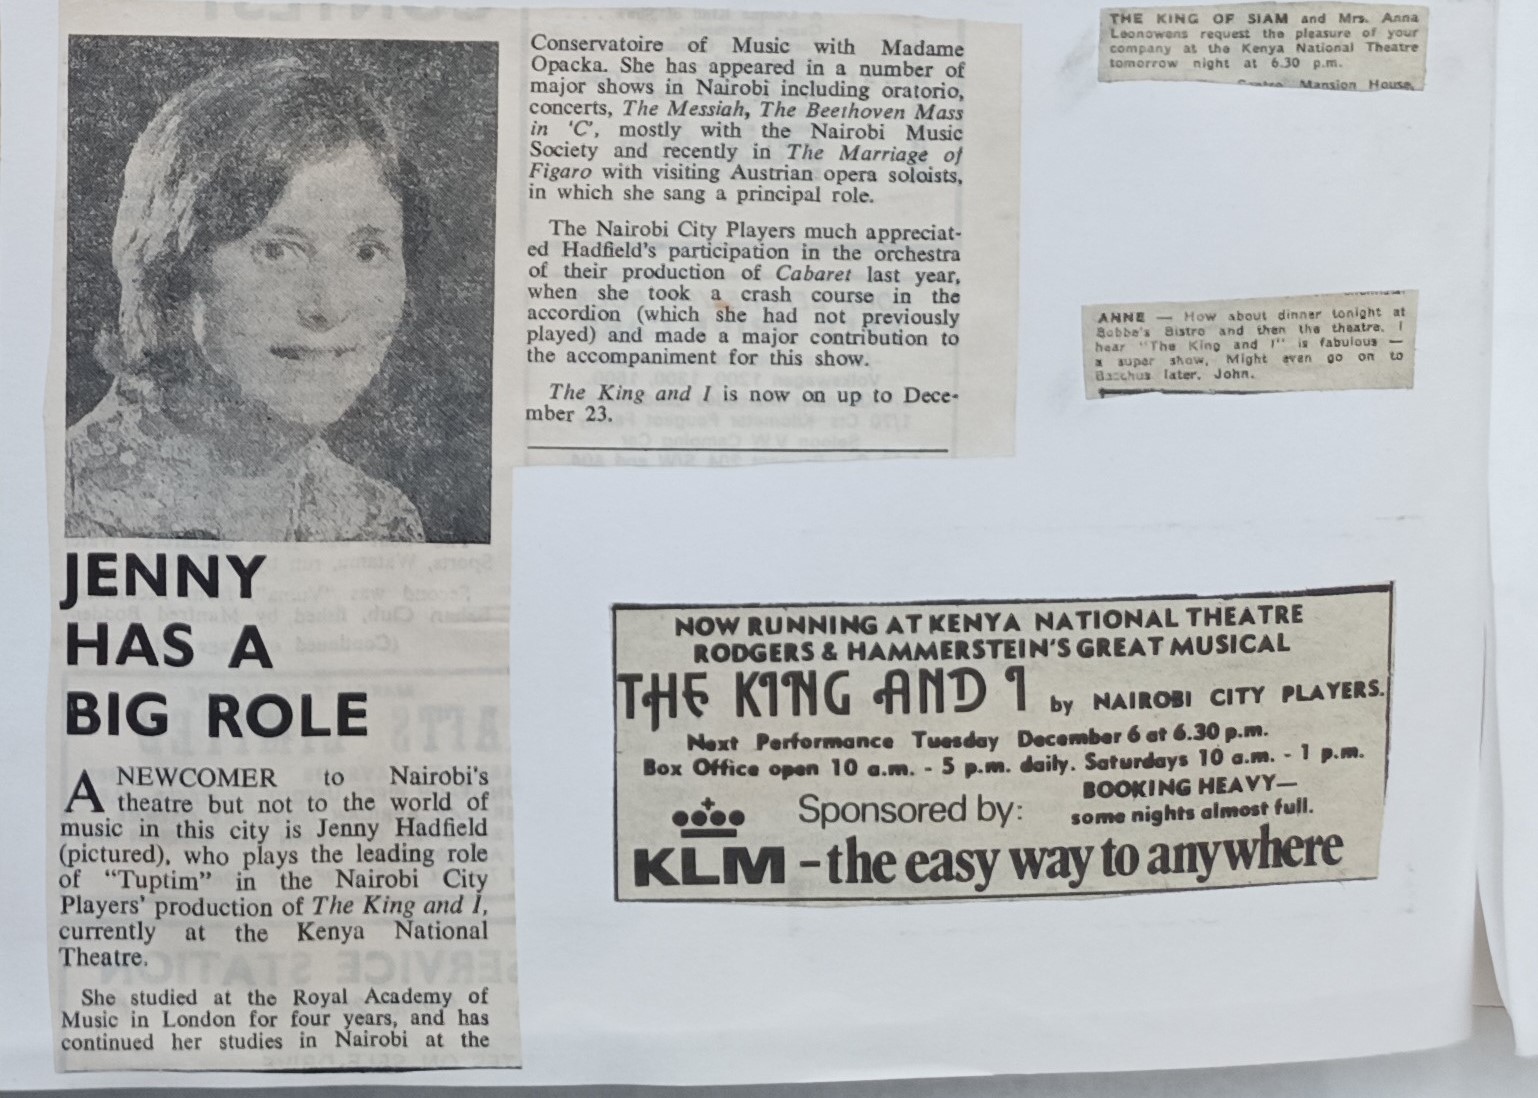 JENNY
HAS A
BIG ROLE
A NEWCOMER to Nairobi's
theatre but not to the world of
music in this city is Jenny Hadfield
(pictured), who plays the leading role
of "Tuptim" in the Nairobi City
Players' production of The King and I,
currently at the Kenya National
Theatre.
She studied at the Royal Academy of
Music in London for four years, and has
continued her studies in Nairobi at the
Conservatoire of Music with Madame
Opacka. She has appeared in a number of
major shows in Nairobi including oratorio,
concerts, The Messiah, The Beethoven Mass
in 'C', mostly with the Nairobi Music
Society and recently in The Marriage of
Figaro with visiting Austrian opera soloists,
in which she sang a principal role.
The Nairobi City Players much appreciat-
ed Hadfield's participation in the orchestra
of their production of Cabaret last year,
when she took a crash course in the
accordion (which she had not previously
played) and made a major contribution to
the accompaniment for this show.
The King and I is now on up to Dece-
mber 23.
THE KING OF SIAM and Mrs. Anna
Leonowens request the pleasure of your
company at the Kenya National Theatre
tomorrow night at 6.30 p.m.
Mansion House,
ANNE — How about dinner tonight at
Bobbe's Bistro and then the theatre. I
hear "The King and I" is fabulous —
a super show. Might even go on to
Bacchus later. John.
NOW RUNNING AT KENYA NATIONAL THEATRE
RODGERS & HAMMERSTEIN'S GREAT MUSICAL
THE KING AND I by NAIROBI CITY PLAYERS.
Next Performance Tuesday December 6 at 6.30 p.m.
Box Office open 10 a.m. - 5 p.m. daily. Saturdays 10 a.m. - 1 p.m.
BOOKING HEAVY—
some nights almost full.
Sponsored by:
KLM - the easy way to anywhere